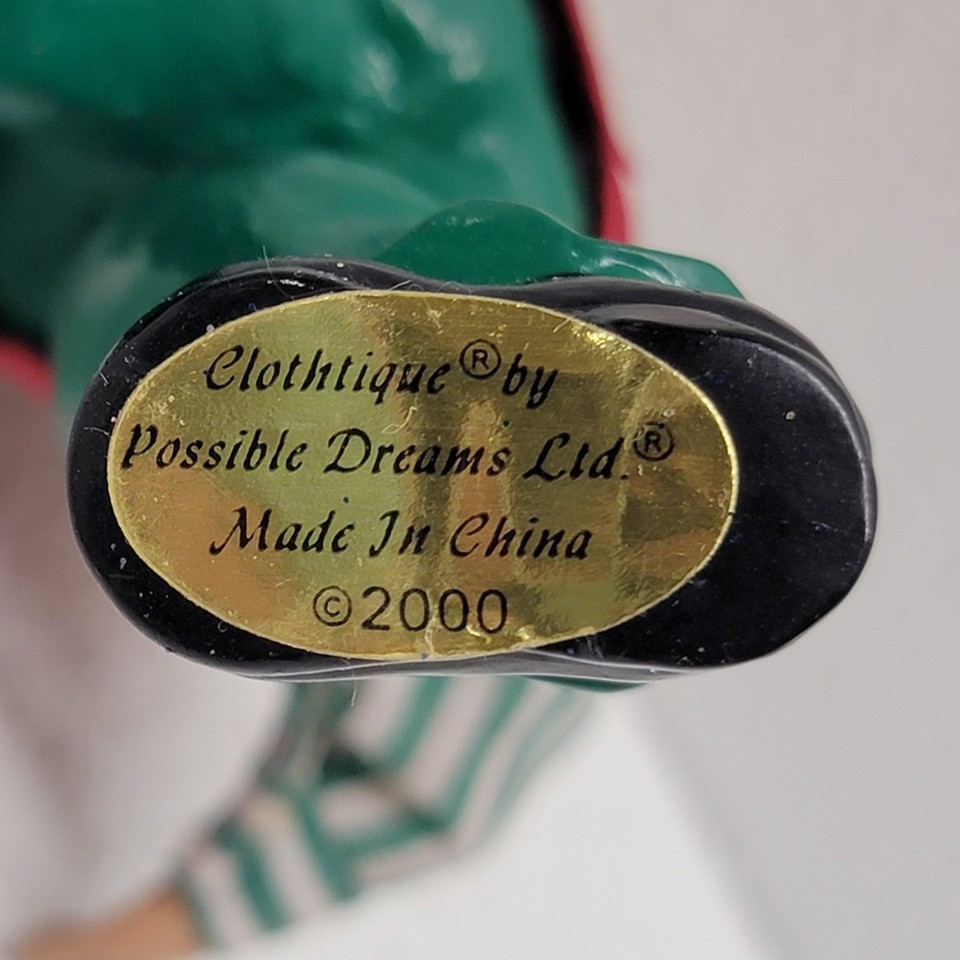 Clothtique® by
Possible Dreams Ltd.®
Made In China
©2000